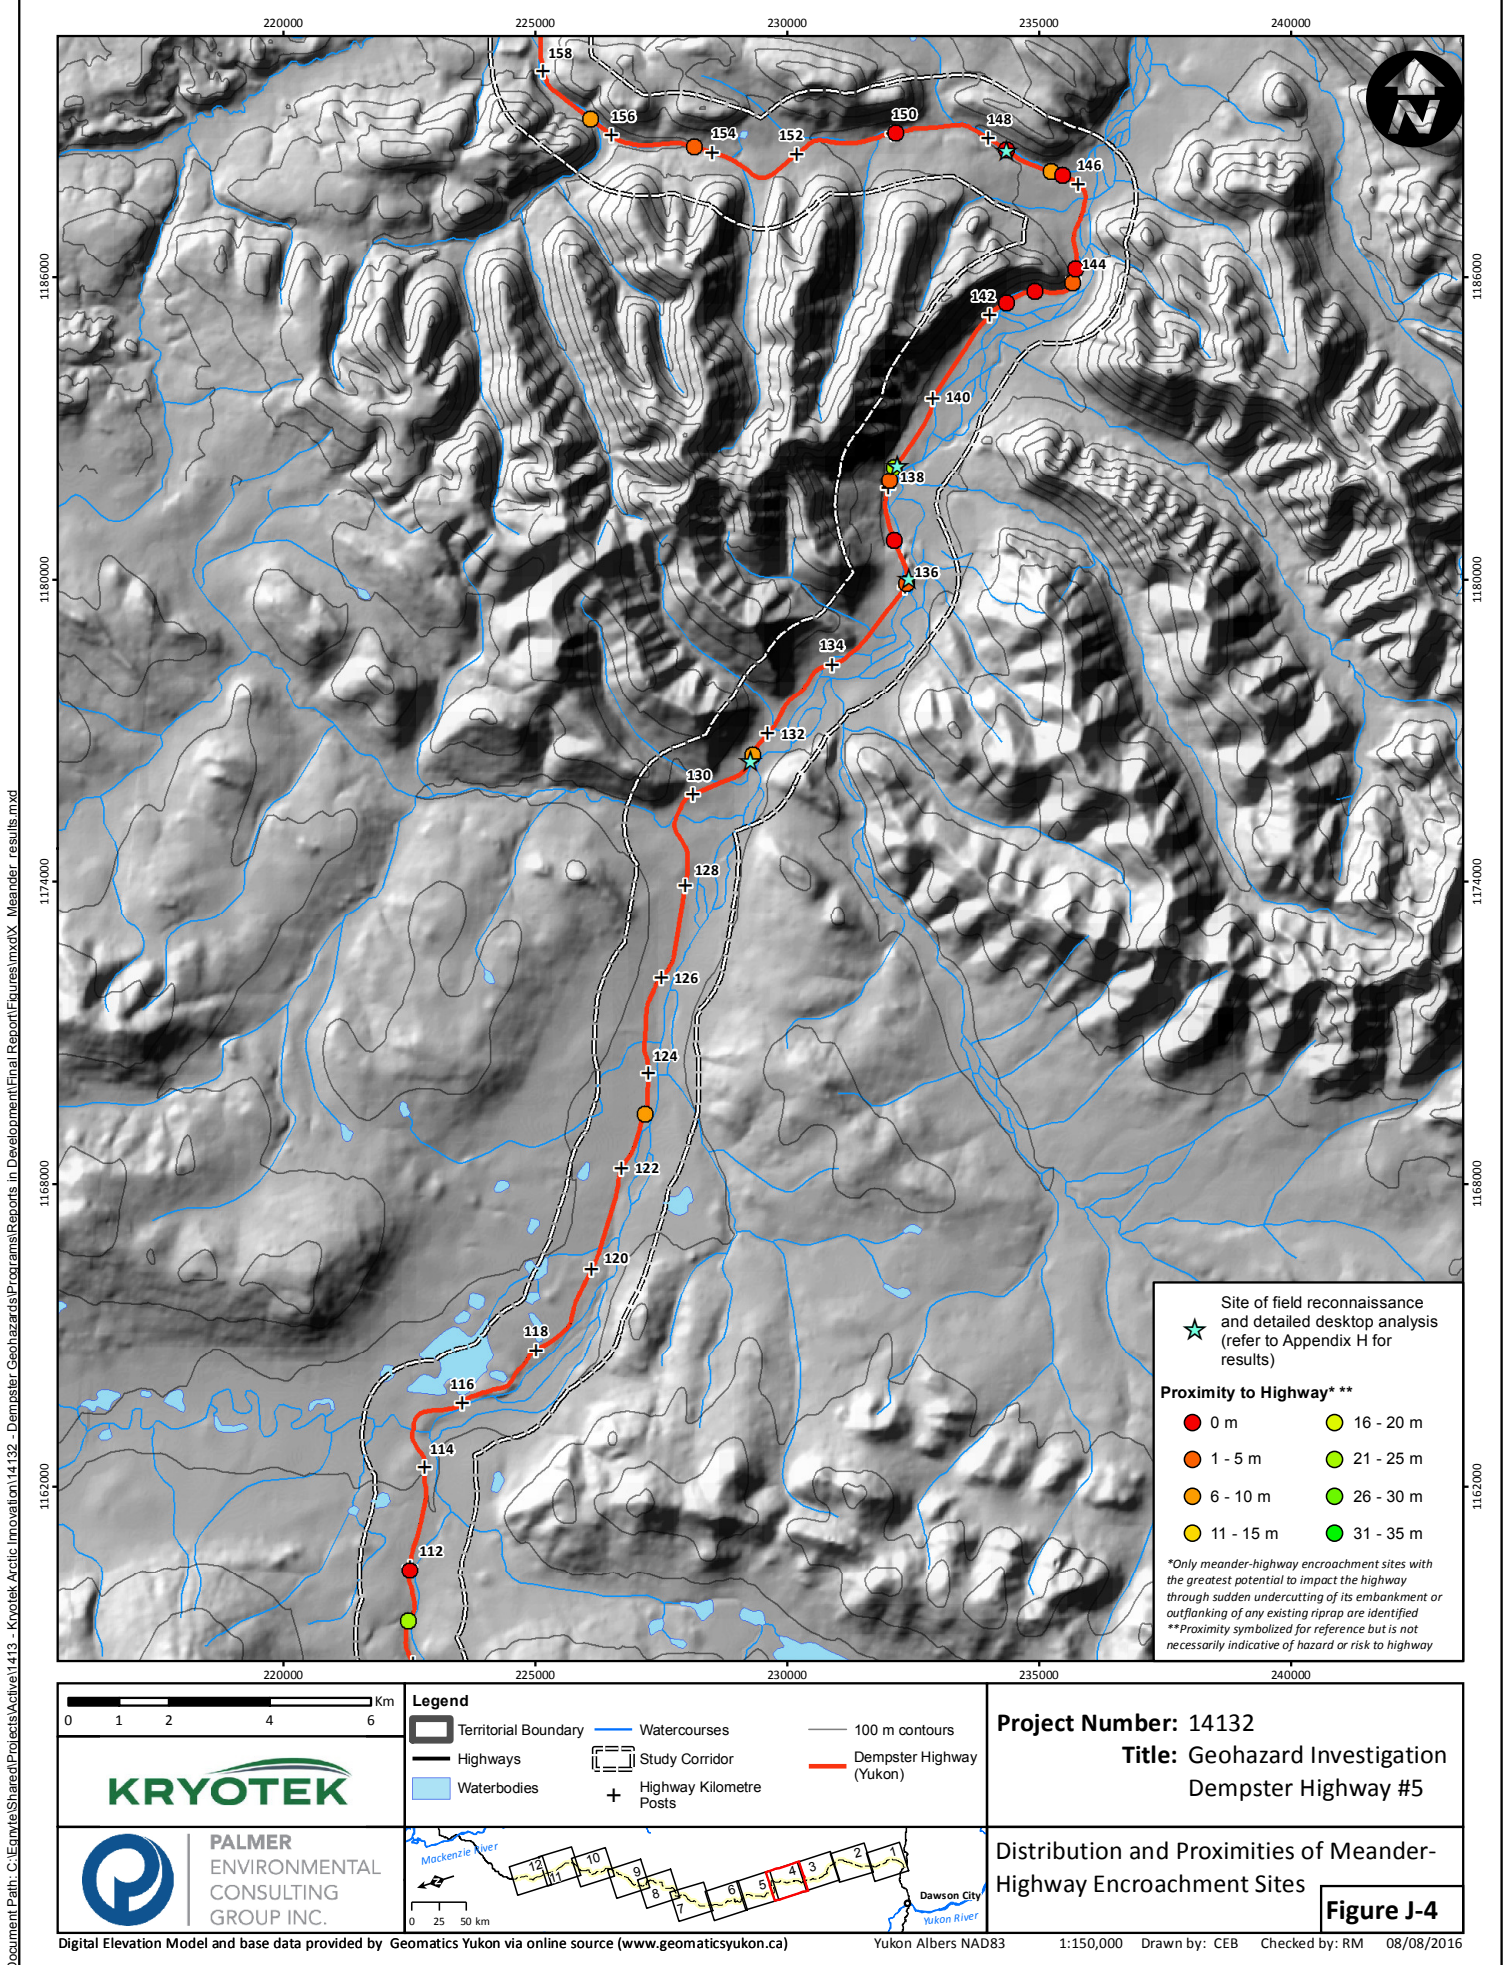 220000 225000 230000 235000 240000
158
156
154
152
150
148
146
144
142
140
138
136
134
132
130
128
126
124
122
120
118
116
114
112
1186000 1186000
1180000 1180000
1174000 1174000
1168000 1168000
1162000 1162000
220000 225000 230000 235000 240000
N
Site of field reconnaissance
and detailed desktop analysis
(refer to Appendix H for
results)
Proximity to Highway* **
0 m 16 - 20 m
1 - 5 m 21 - 25 m
6 - 10 m 26 - 30 m
11 - 15 m 31 - 35 m
*Only meander-highway encroachment sites with
the greatest potential to impact the highway
through sudden undercutting of its embankment or
outflanking of any existing riprap are identified
**Proximity symbolized for reference but is not
necessarily indicative of hazard or risk to highway
Document Path: C:\Egnyte\Shared\Projects\Active\1413 - Kryotek Arctic Innovation\14132 - Dempster Geohazards\Programs\Reports in Development\Final Report\Figures\mxd\X_Meander_results.mxd
Km
0 1 2 4 6
KRYOTEK
PALMER
ENVIRONMENTAL
CONSULTING
GROUP INC.
Legend
Territorial Boundary
Highways
Waterbodies
Watercourses
Study Corridor
Highway Kilometre
Posts
100 m contours
Dempster Highway
(Yukon)
Mackenzie River
N
0 25 50 km
12 11 10 9 8 7 6 5 4 3 2 1
Dawson City
Yukon River
Project Number: 14132
Title: Geohazard Investigation
Dempster Highway #5
Distribution and Proximities of Meander-
Highway Encroachment Sites
Figure J-4
Digital Elevation Model and base data provided by Geomatics Yukon via online source (www.geomaticsyukon.ca) Yukon Albers NAD83 1:150,000 Drawn by: CEB Checked by: RM 08/08/2016